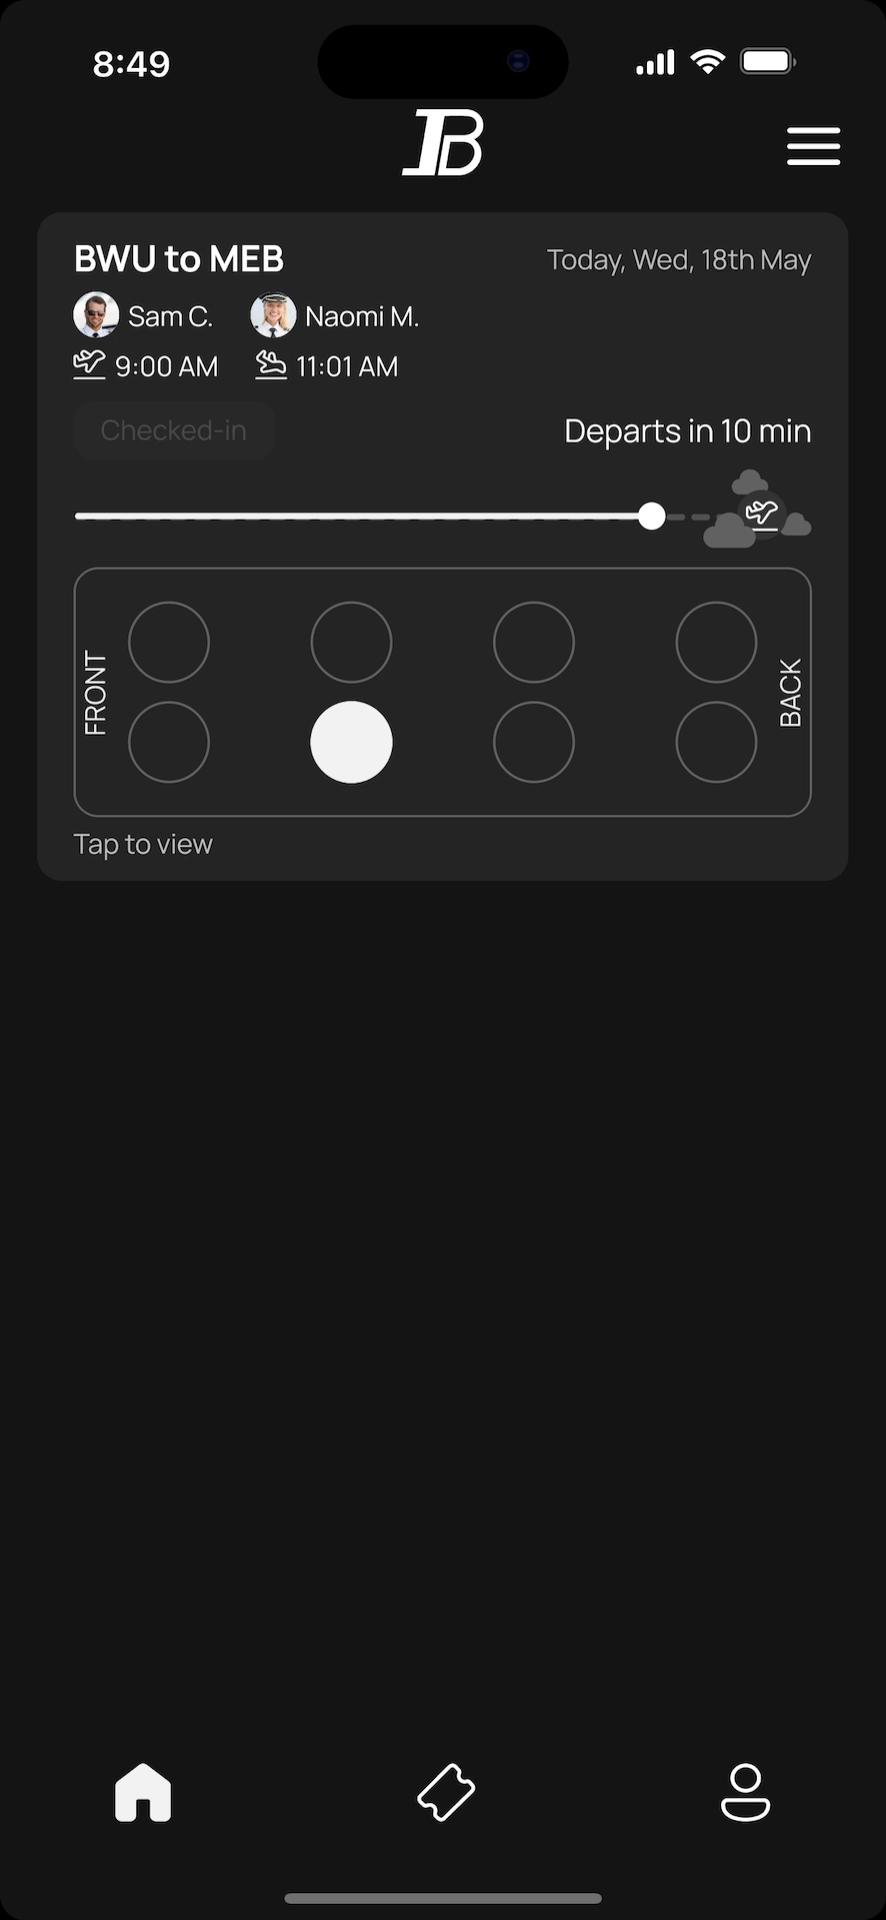 8:49
B
BWU to MEB
Today, Wed, 18th May
Sam C.
Naomi M.
9:00 AM
11:01 AM
Checked-in
Departs in 10 min
FRONT
BACK
Tap to view